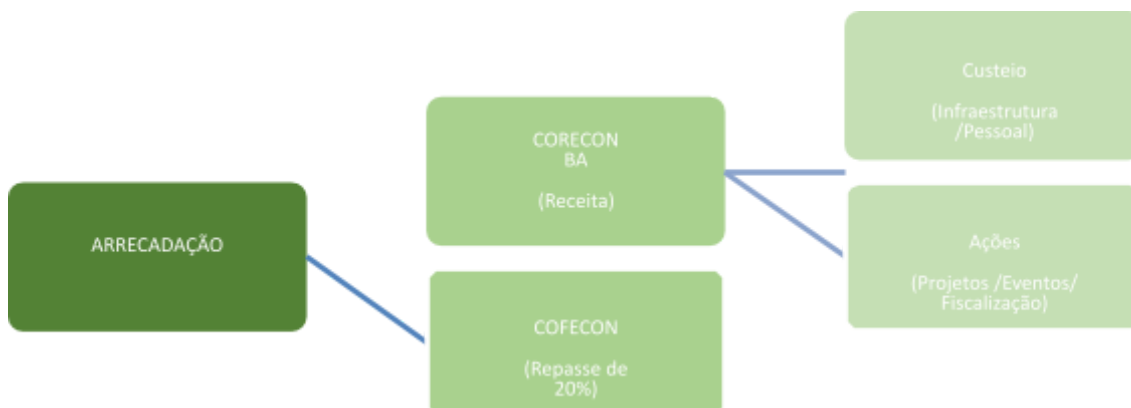 ARRECADAÇÃO
CORECON
BA
(Receita)
COFECON
(Repasse de
20%)
Custeio
(Infraestrutura
/Pessoal)
Ações
(Projetos /Eventos/
Fiscalização)